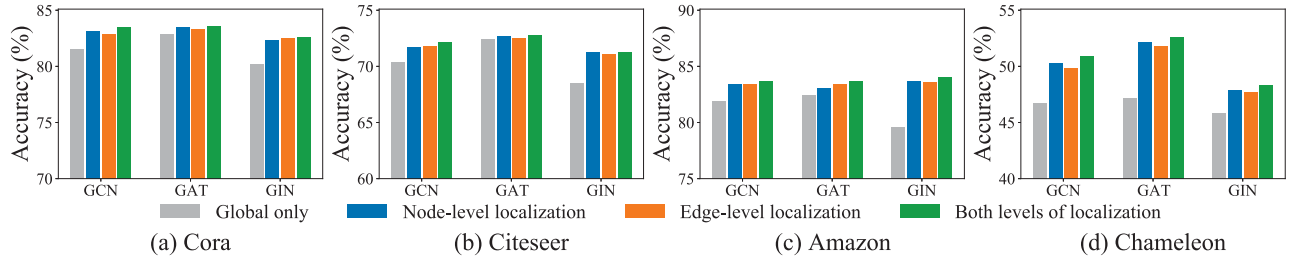 Accuracy (%)
85
80
75
70
GCN GAT GIN
Accuracy (%)
75
70
65
60
GCN GAT GIN
Accuracy (%)
90
85
80
75
GCN GAT GIN
Accuracy (%)
55
50
45
40
GCN GAT GIN
Global only Node-level localization Edge-level localization Both levels of localization
(a) Cora (b) Citeseer (c) Amazon (d) Chameleon